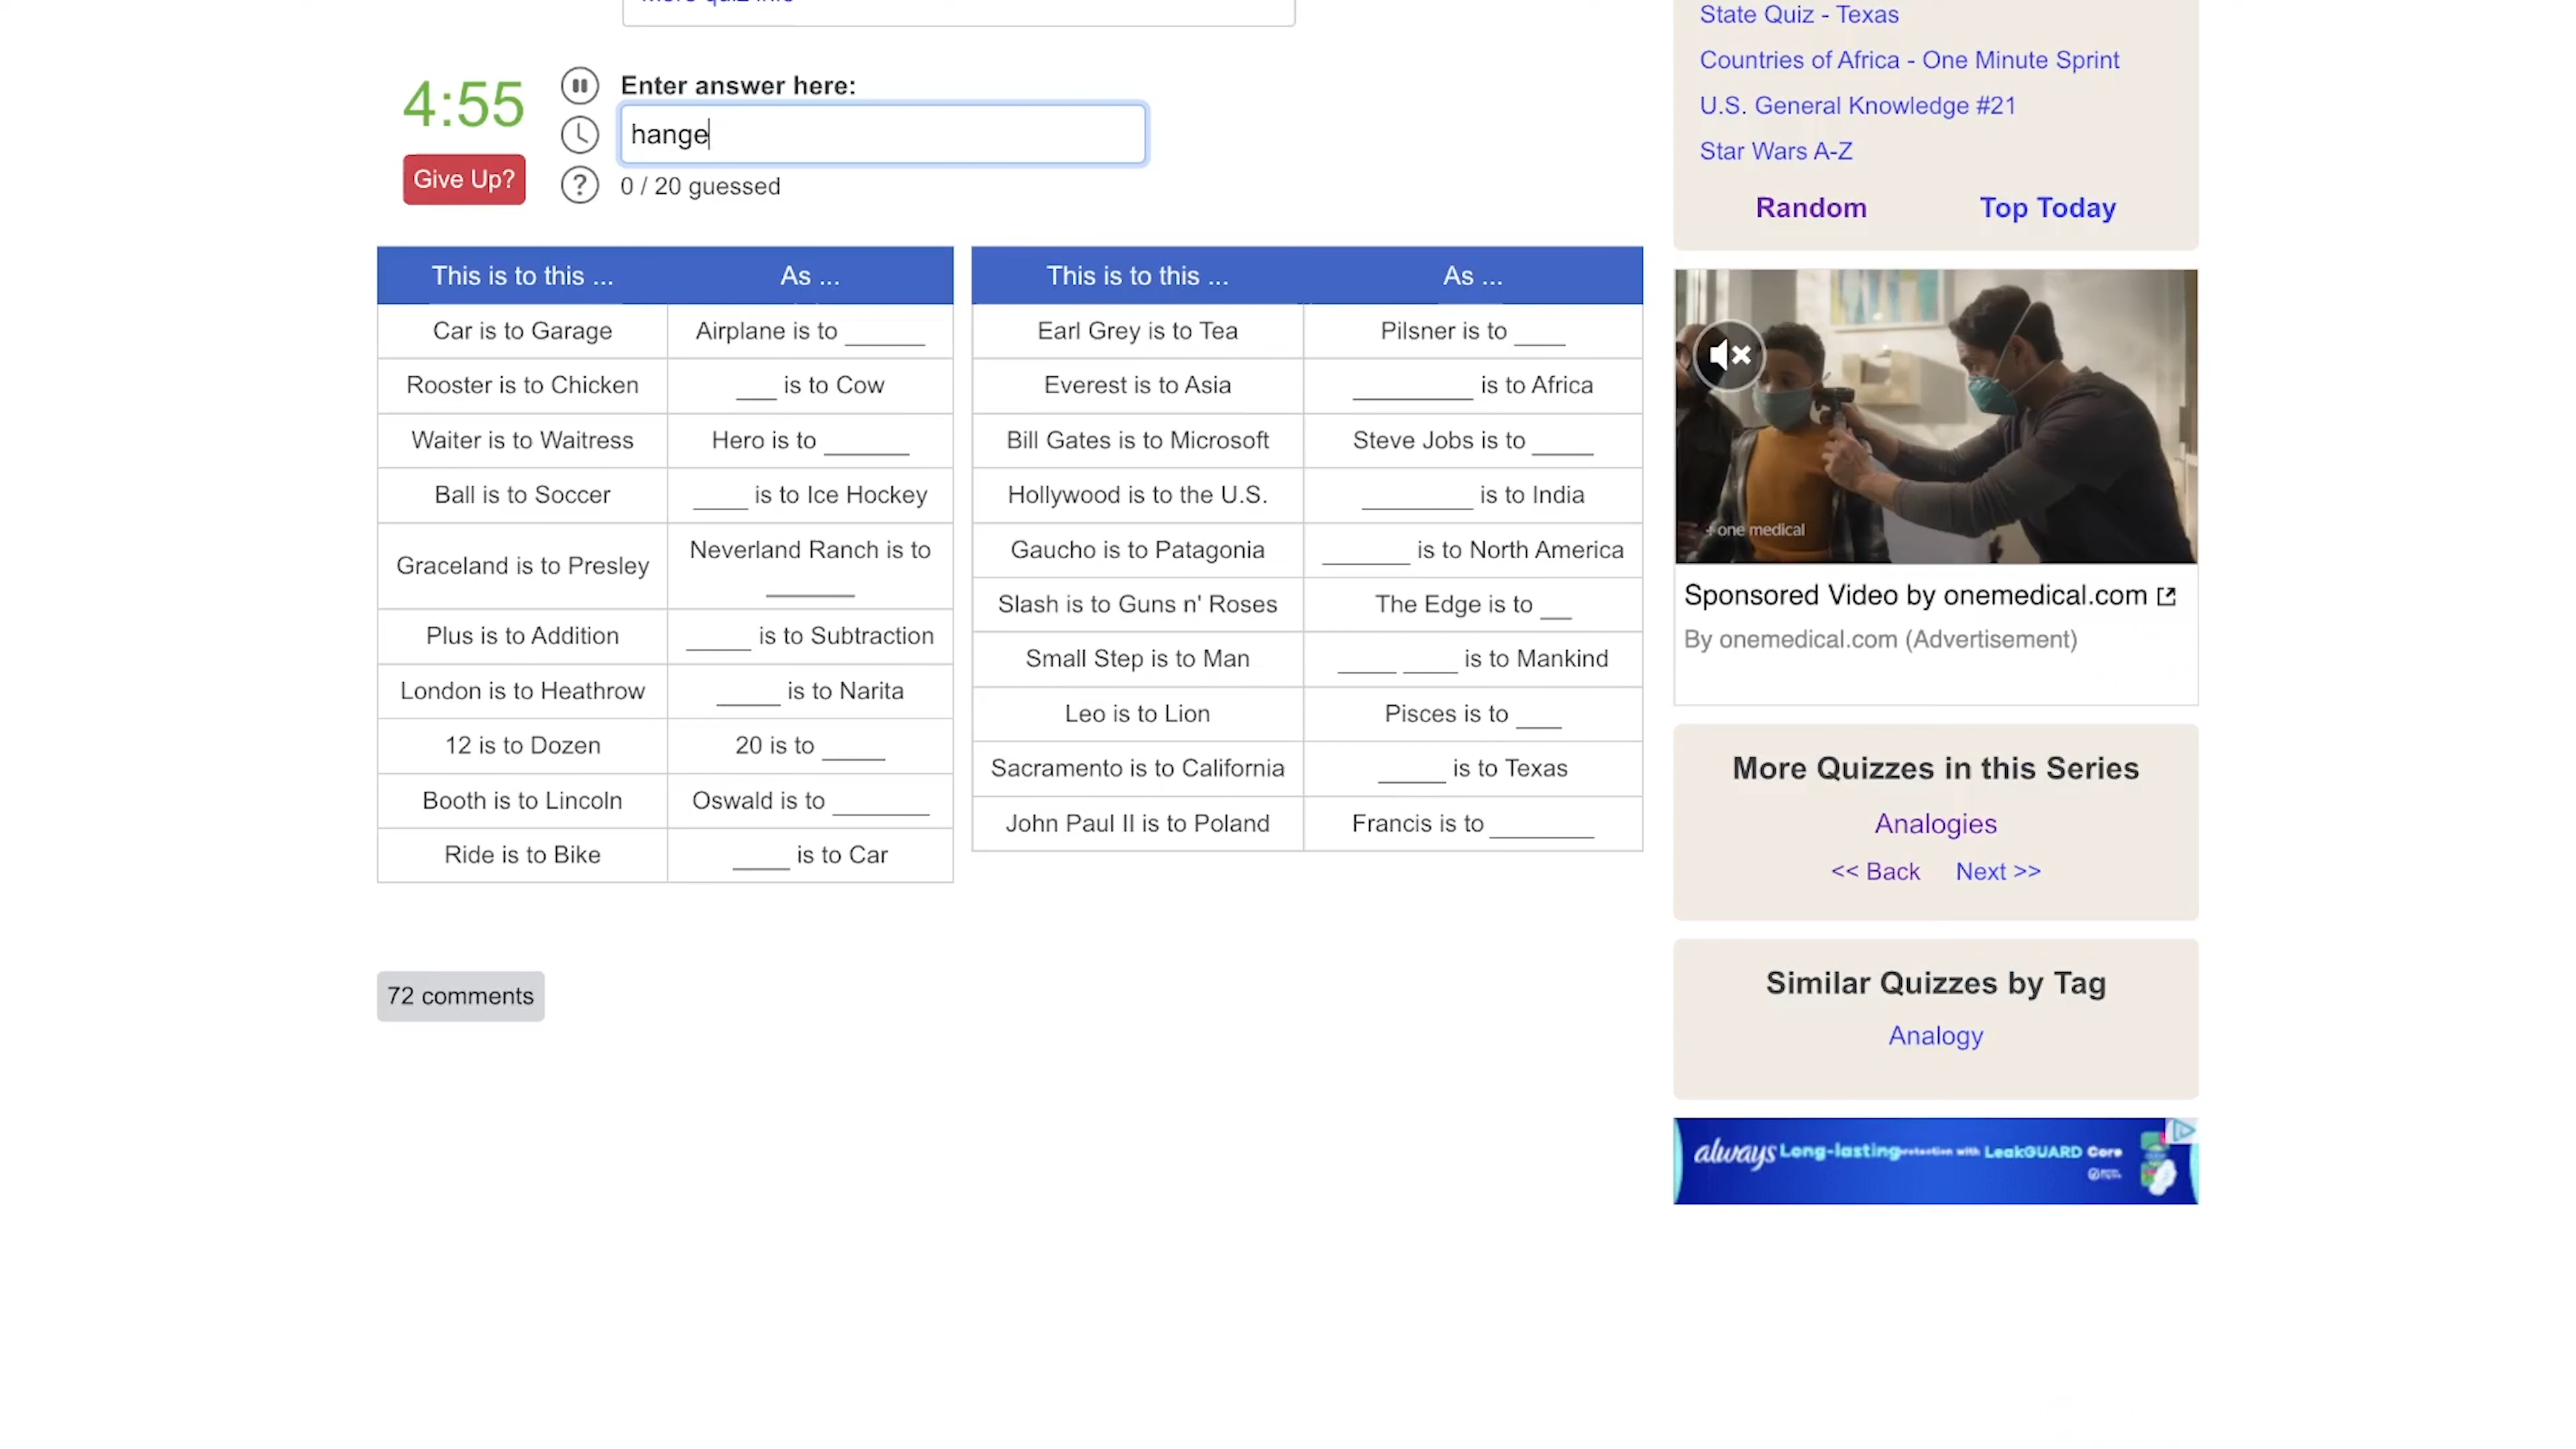 More quiz info
State Quiz - Texas
Countries of Africa - One Minute Sprint
U.S. General Knowledge #21
Star Wars A-Z
Random Top Today
4:55
Give Up?
Enter answer here:
hange
0 / 20 guessed
This is to this ... As ...
Car is to Garage Airplane is to ______
Rooster is to Chicken ___ is to Cow
Waiter is to Waitress Hero is to ______
Ball is to Soccer ____ is to Ice Hockey
Graceland is to Presley Neverland Ranch is to
______
Plus is to Addition _____ is to Subtraction
London is to Heathrow _____ is to Narita
12 is to Dozen 20 is to _____
Booth is to Lincoln Oswald is to _______
Ride is to Bike ____ is to Car
This is to this ... As ...
Earl Grey is to Tea Pilsner is to ____
Everest is to Asia _________ is to Africa
Bill Gates is to Microsoft Steve Jobs is to _____
Hollywood is to the U.S. ________ is to India
Gaucho is to Patagonia ______ is to North America
Slash is to Guns n' Roses The Edge is to __
Small Step is to Man ____ ____ is to Mankind
Leo is to Lion Pisces is to ____
Sacramento is to California _____ is to Texas
John Paul II is to Poland Francis is to ________
72 comments
one medical
Sponsored Video by onemedical.com
By onemedical.com (Advertisement)
More Quizzes in this Series
Analogies
<< Back Next >>
Similar Quizzes by Tag
Analogy
always Long-lasting protection with LeakGUARD Core